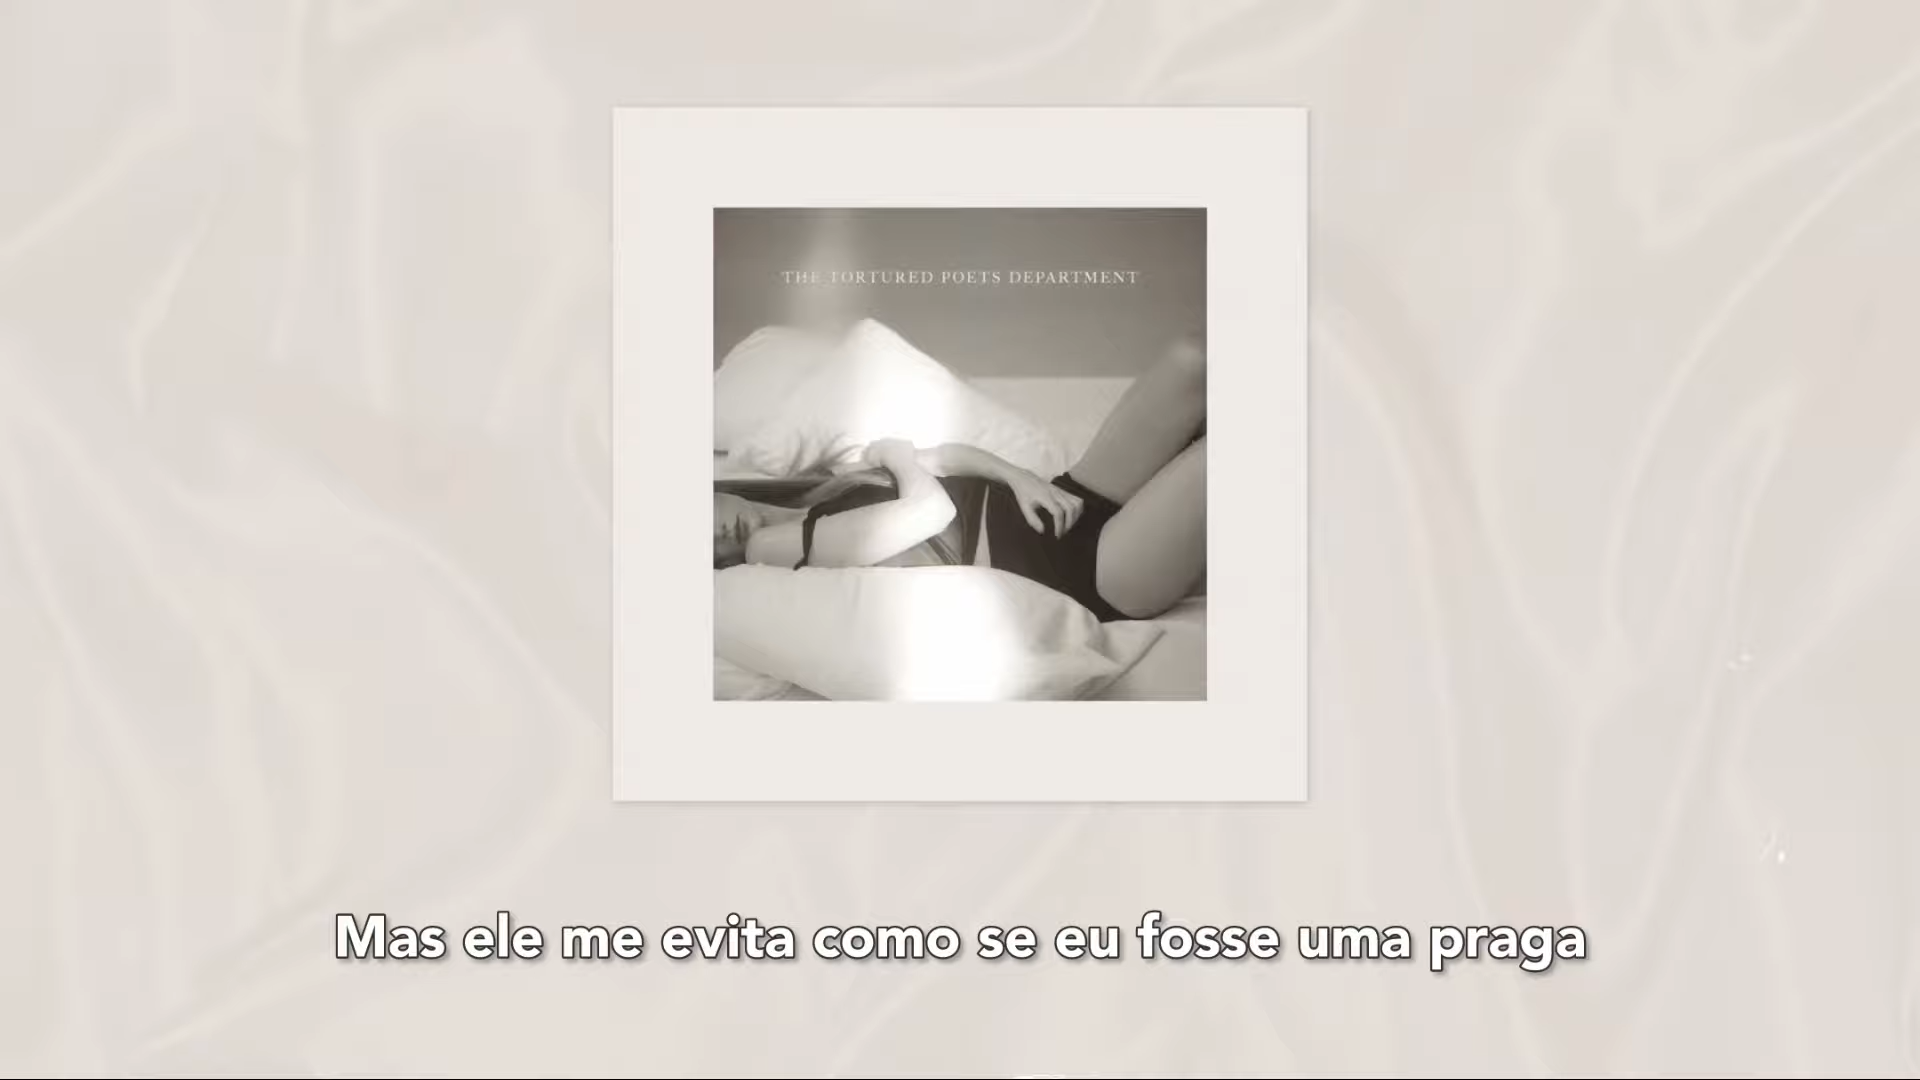 THE TORTURED POETS DEPARTMENT
Mas ele me evita como se eu fosse uma praga